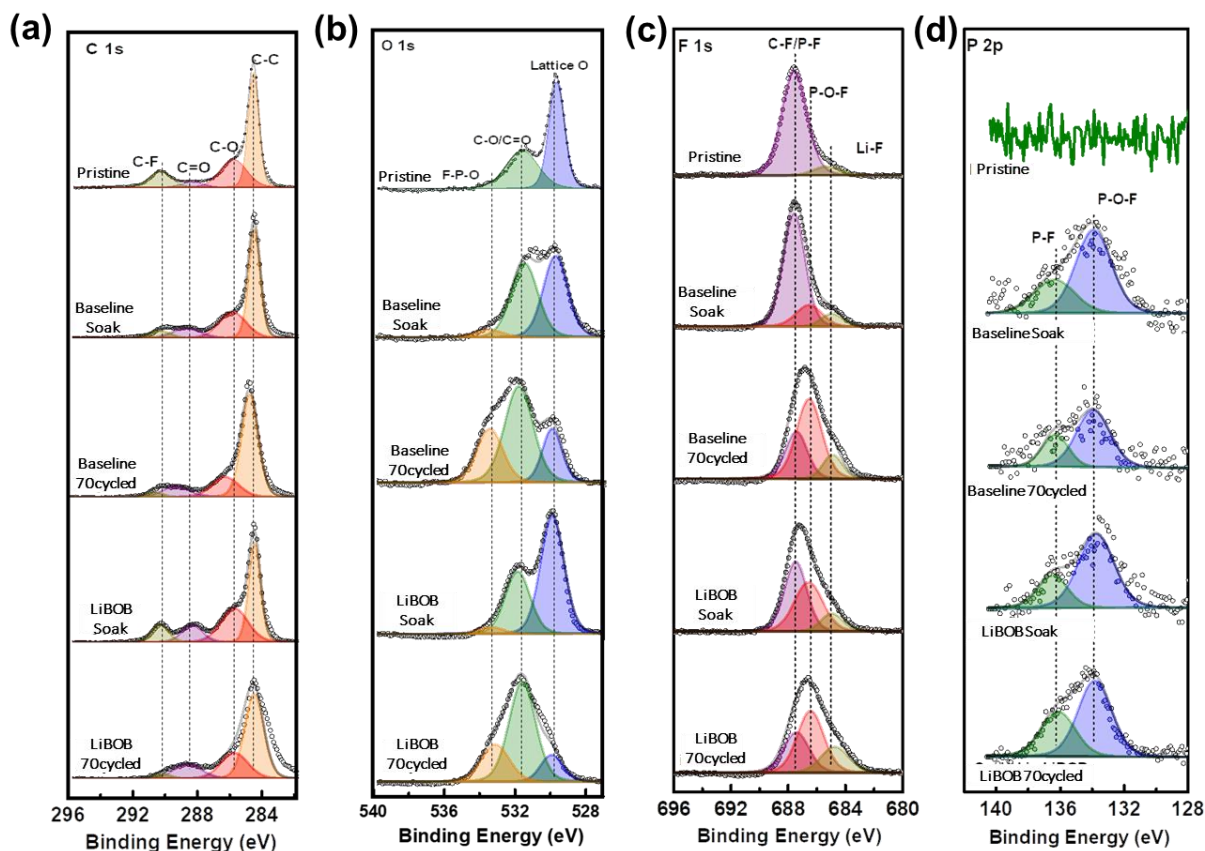 (a)
C 1s
C-C
C-O
C-F
C=O
Pristine
Baseline
Soak
Baseline
70cycled
LiBOB
Soak
LiBOB
70cycled
296 292 288 284
Binding Energy (eV)
(b)
O 1s
Lattice O
C-O/C=O
F-P-O
Pristine
Baseline
Soak
Baseline
70cycled
LiBOB
Soak
LiBOB
70cycled
540 536 531 527
Binding Energy (eV)
(c)
F 1s
C-F/P-F
P-O-F
Li-F
Pristine
Baseline
Soak
Baseline
70cycled
LiBOB
Soak
LiBOB
70cycled
696 692 688 684 680
Binding Energy (eV)
(d)
P 2p
Pristine
P-O-F
P-F
Baseline Soak
Baseline 70cycled
LiBOB Soak
LiBOB 70cycled
140 136 132 128
Binding Energy (eV)